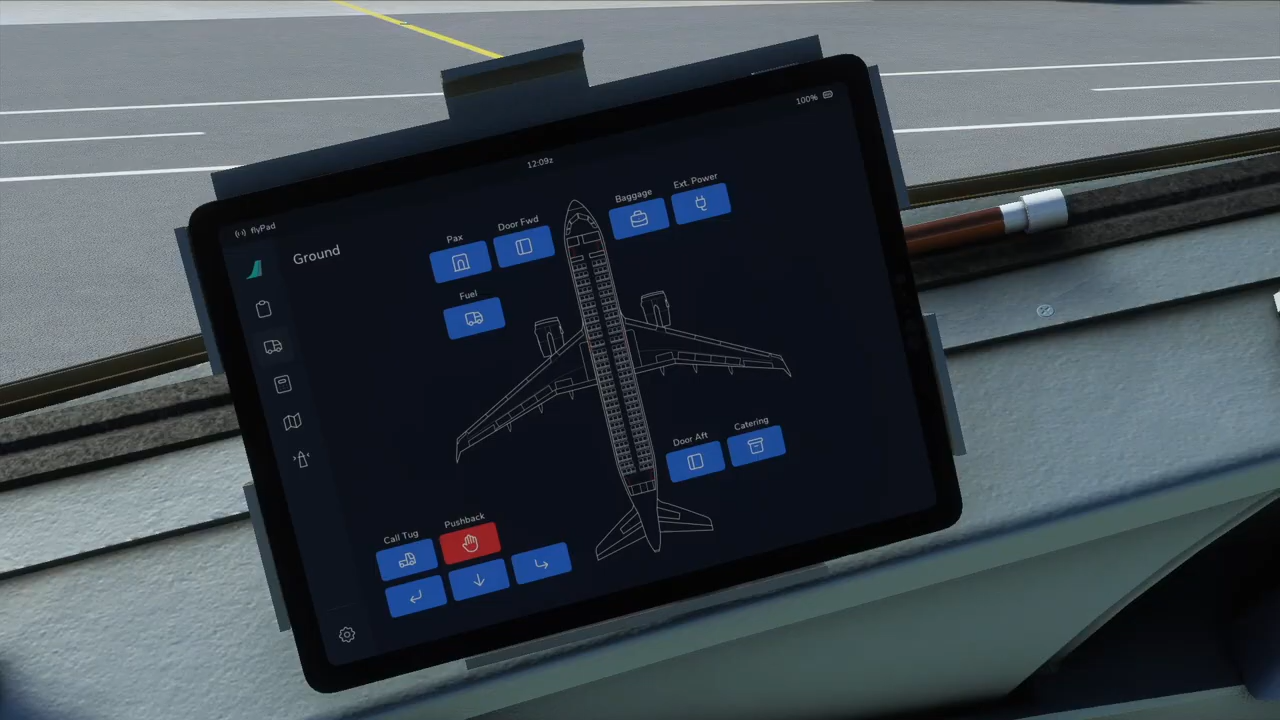 12:09z
100%
flyPad
Ground
Pax
Door Fwd
Baggage
Ext. Power
Fuel
Door Aft
Catering
Call Tug
Pushback